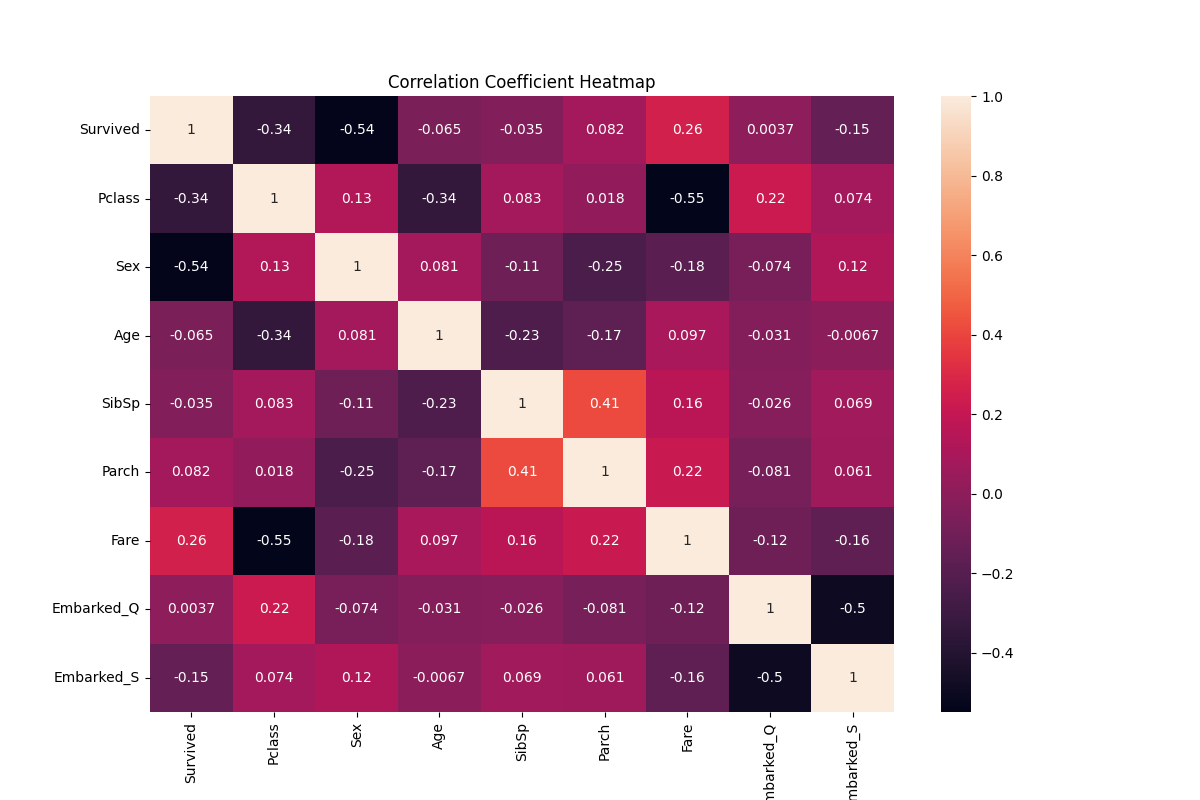 Correlation Coefficient Heatmap
Survived 1 -0.34 -0.54 -0.065 -0.035 0.082 0.26 0.0037 -0.15
Pclass -0.34 1 0.13 -0.34 0.083 0.018 -0.55 0.22 0.074
Sex -0.54 0.13 1 0.081 -0.11 -0.25 -0.18 -0.074 0.12
Age -0.065 -0.34 0.081 1 -0.23 -0.17 0.097 -0.031 -0.0067
SibSp -0.035 0.083 -0.11 -0.23 1 0.41 0.16 -0.026 0.069
Parch 0.082 0.018 -0.25 -0.17 0.41 1 0.22 -0.081 0.061
Fare 0.26 -0.55 -0.18 0.097 0.16 0.22 1 -0.12 -0.16
Embarked_Q 0.0037 0.22 -0.074 -0.031 -0.026 -0.081 -0.12 1 -0.5
Embarked_S -0.15 0.074 0.12 -0.0067 0.069 0.061 -0.16 -0.5 1
Survived
Pclass
Sex
Age
SibSp
Parch
Fare
mbarked_Q
mbarked_S
1.0
0.8
0.6
0.4
0.2
0.0
−0.2
−0.4